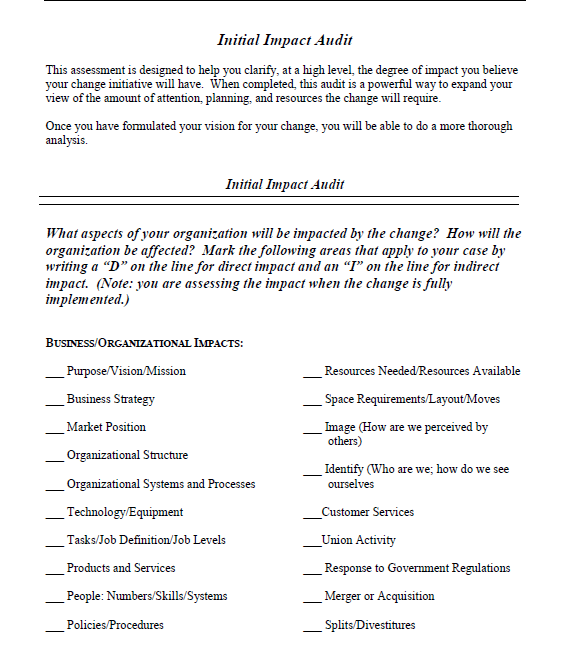 Initial Impact Audit
This assessment is designed to help you clarify, at a high level, the degree of impact you believe
your change initiative will have.  When completed, this audit is a powerful way to expand your
view of the amount of attention, planning, and resources the change will require.
Once you have formulated your vision for your change, you will be able to do a more thorough
analysis.
Initial Impact Audit
What aspects of your organization will be impacted by the change?  How will the
organization be affected?  Mark the following areas that apply to your case by
writing a “D” on the line for direct impact and an “I” on the line for indirect
impact.  (Note: you are assessing the impact when the change is fully
implemented.)
BUSINESS/ORGANIZATIONAL IMPACTS:
___ Purpose/Vision/Mission
___ Business Strategy
___ Market Position
___ Organizational Structure
___ Organizational Systems and Processes
___ Technology/Equipment
___ Tasks/Job Definition/Job Levels
___ Products and Services
___ People: Numbers/Skills/Systems
___ Policies/Procedures
___ Resources Needed/Resources Available
___ Space Requirements/Layout/Moves
___ Image (How are we perceived by
others)
___ Identify (Who are we; how do we see
ourselves
___Customer Services
___Union Activity
___ Response to Government Regulations
___ Merger or Acquisition
___ Splits/Divestitures